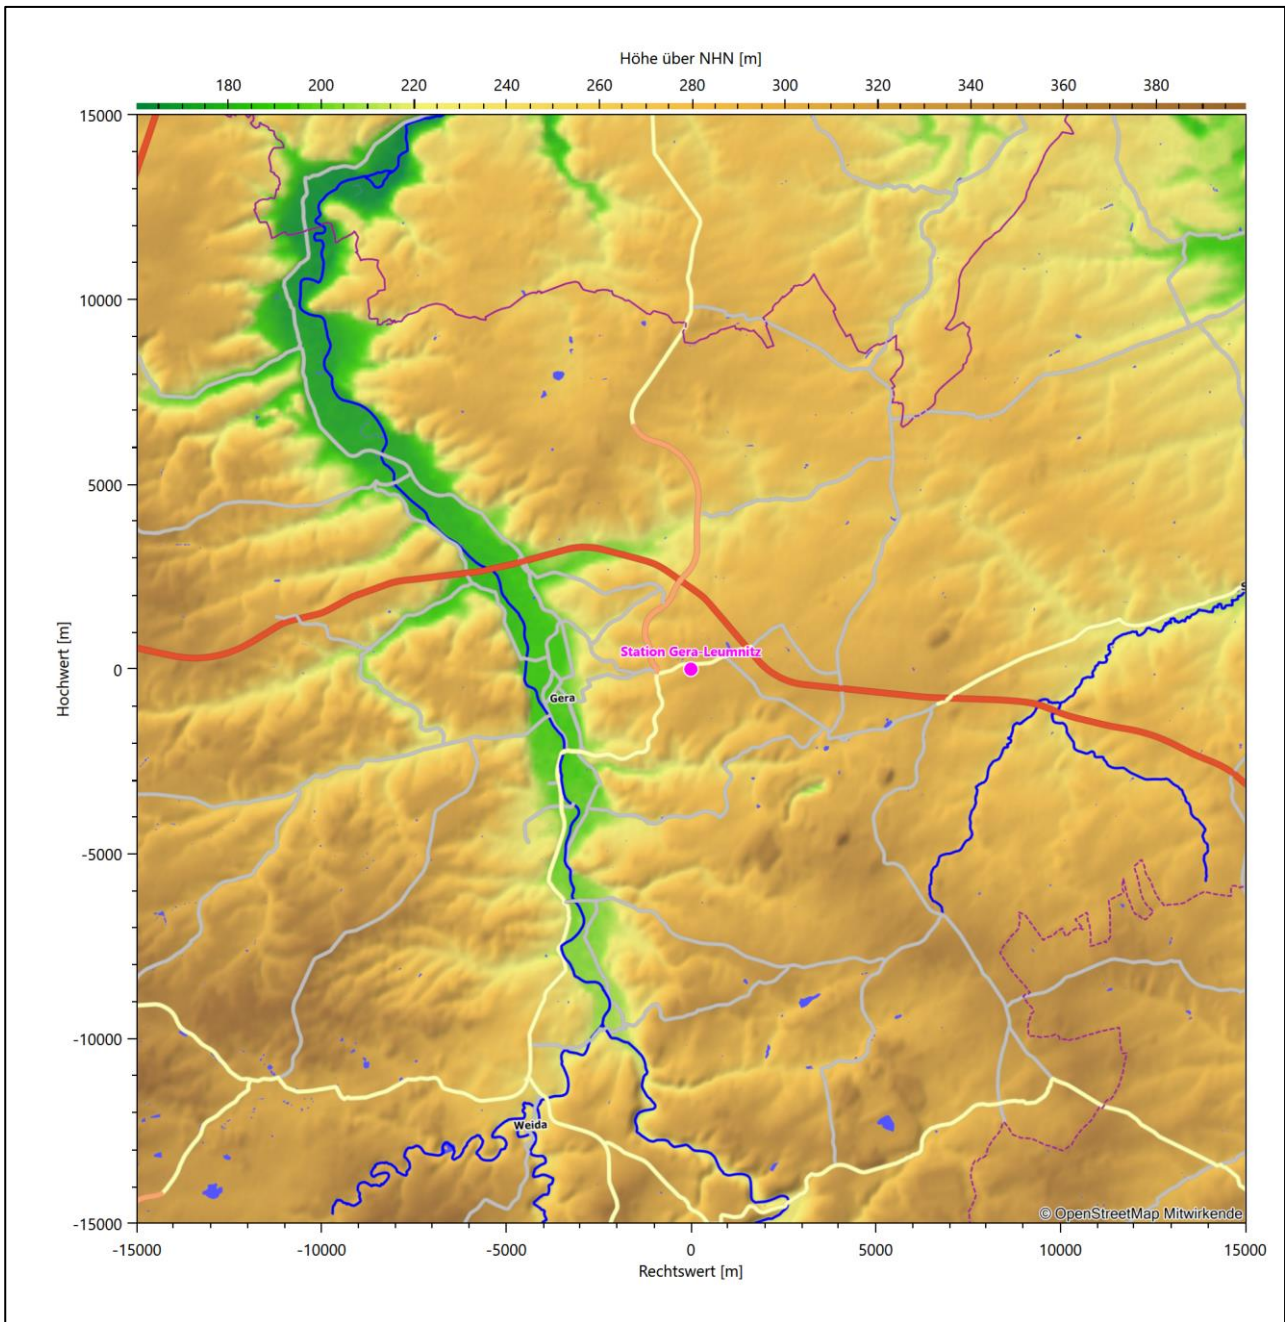 Höhe über NHN [m]
180 200 220 240 260 280 300 320 340 360 380
15000
10000
5000
Station Gera-Leumnitz
0
Hochwert [m]
Gera
-5000
-10000
Weida
© OpenStreetMap Mitwirkende
-15000
-15000 -10000 -5000 0 5000 10000 15000
Rechtswert [m]